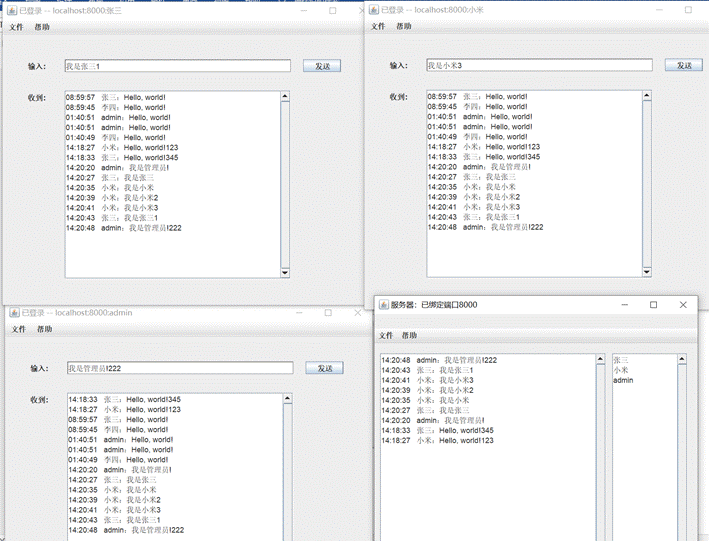 已登录 -- localhost:8000:张三
文件 帮助
输入: 我是张三1 发送
收到:
08:59:57 张三：Hello, world!
08:59:45 李四：Hello, world!
01:40:51 admin：Hello, world!
01:40:51 admin：Hello, world!
01:40:49 李四：Hello, world!
14:18:27 小米：Hello, world!123
14:18:33 张三：Hello, world!345
14:20:20 admin：我是管理员!
14:20:27 张三：我是张三
14:20:35 小米：我是小米
14:20:39 小米：我是小米2
14:20:41 小米：我是小米3
14:20:43 张三：我是张三1
14:20:48 admin：我是管理员!222
已登录 -- localhost:8000:小米
文件 帮助
输入: 我是小米3 发送
收到:
08:59:57 张三：Hello, world!
08:59:45 李四：Hello, world!
01:40:51 admin：Hello, world!
01:40:51 admin：Hello, world!
01:40:49 李四：Hello, world!
14:18:27 小米：Hello, world!123
14:18:33 张三：Hello, world!345
14:20:20 admin：我是管理员!
14:20:27 张三：我是张三
14:20:35 小米：我是小米
14:20:39 小米：我是小米2
14:20:41 小米：我是小米3
14:20:43 张三：我是张三1
14:20:48 admin：我是管理员!222
已登录 -- localhost:8000:admin
文件 帮助
输入: 我是管理员!222 发送
收到:
14:18:33 张三：Hello, world!345
14:18:27 小米：Hello, world!123
08:59:57 张三：Hello, world!
08:59:45 李四：Hello, world!
01:40:51 admin：Hello, world!
01:40:51 admin：Hello, world!
01:40:49 李四：Hello, world!
14:20:20 admin：我是管理员!
14:20:27 张三：我是张三
14:20:35 小米：我是小米
14:20:39 小米：我是小米2
14:20:41 小米：我是小米3
14:20:43 张三：我是张三1
14:20:48 admin：我是管理员!222
服务器：已绑定端口8000
文件 帮助
14:20:48 admin：我是管理员!222
14:20:43 张三：我是张三1
14:20:41 小米：我是小米3
14:20:39 小米：我是小米2
14:20:35 小米：我是小米
14:20:27 张三：我是张三
14:20:20 admin：我是管理员!
14:18:33 张三：Hello, world!345
14:18:27 小米：Hello, world!123
张三
小米
admin